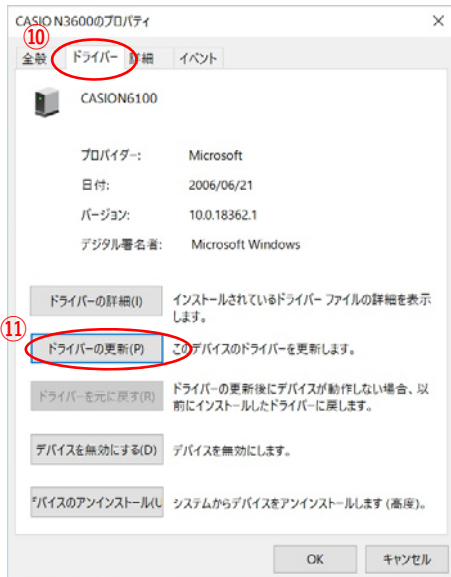 CASIO N3600のプロパティ
⑩
全般 ドライバー 詳細 イベント
CASION6100
プロバイダー: Microsoft
日付: 2006/06/21
バージョン: 10.0.18362.1
デジタル署名者: Microsoft Windows
ドライバーの詳細(I) インストールされているドライバー ファイルの詳細を表示
します。
⑪
ドライバーの更新(P) このデバイスのドライバーを更新します。
ドライバーを元に戻す(R) ドライバーの更新後にデバイスが動作しない場合、以
前にインストールしたドライバーに戻します。
デバイスを無効にする(D) デバイスを無効にします。
デバイスのアンインストール(U システムからデバイスをアンインストールします (高度)。
OK キャンセル